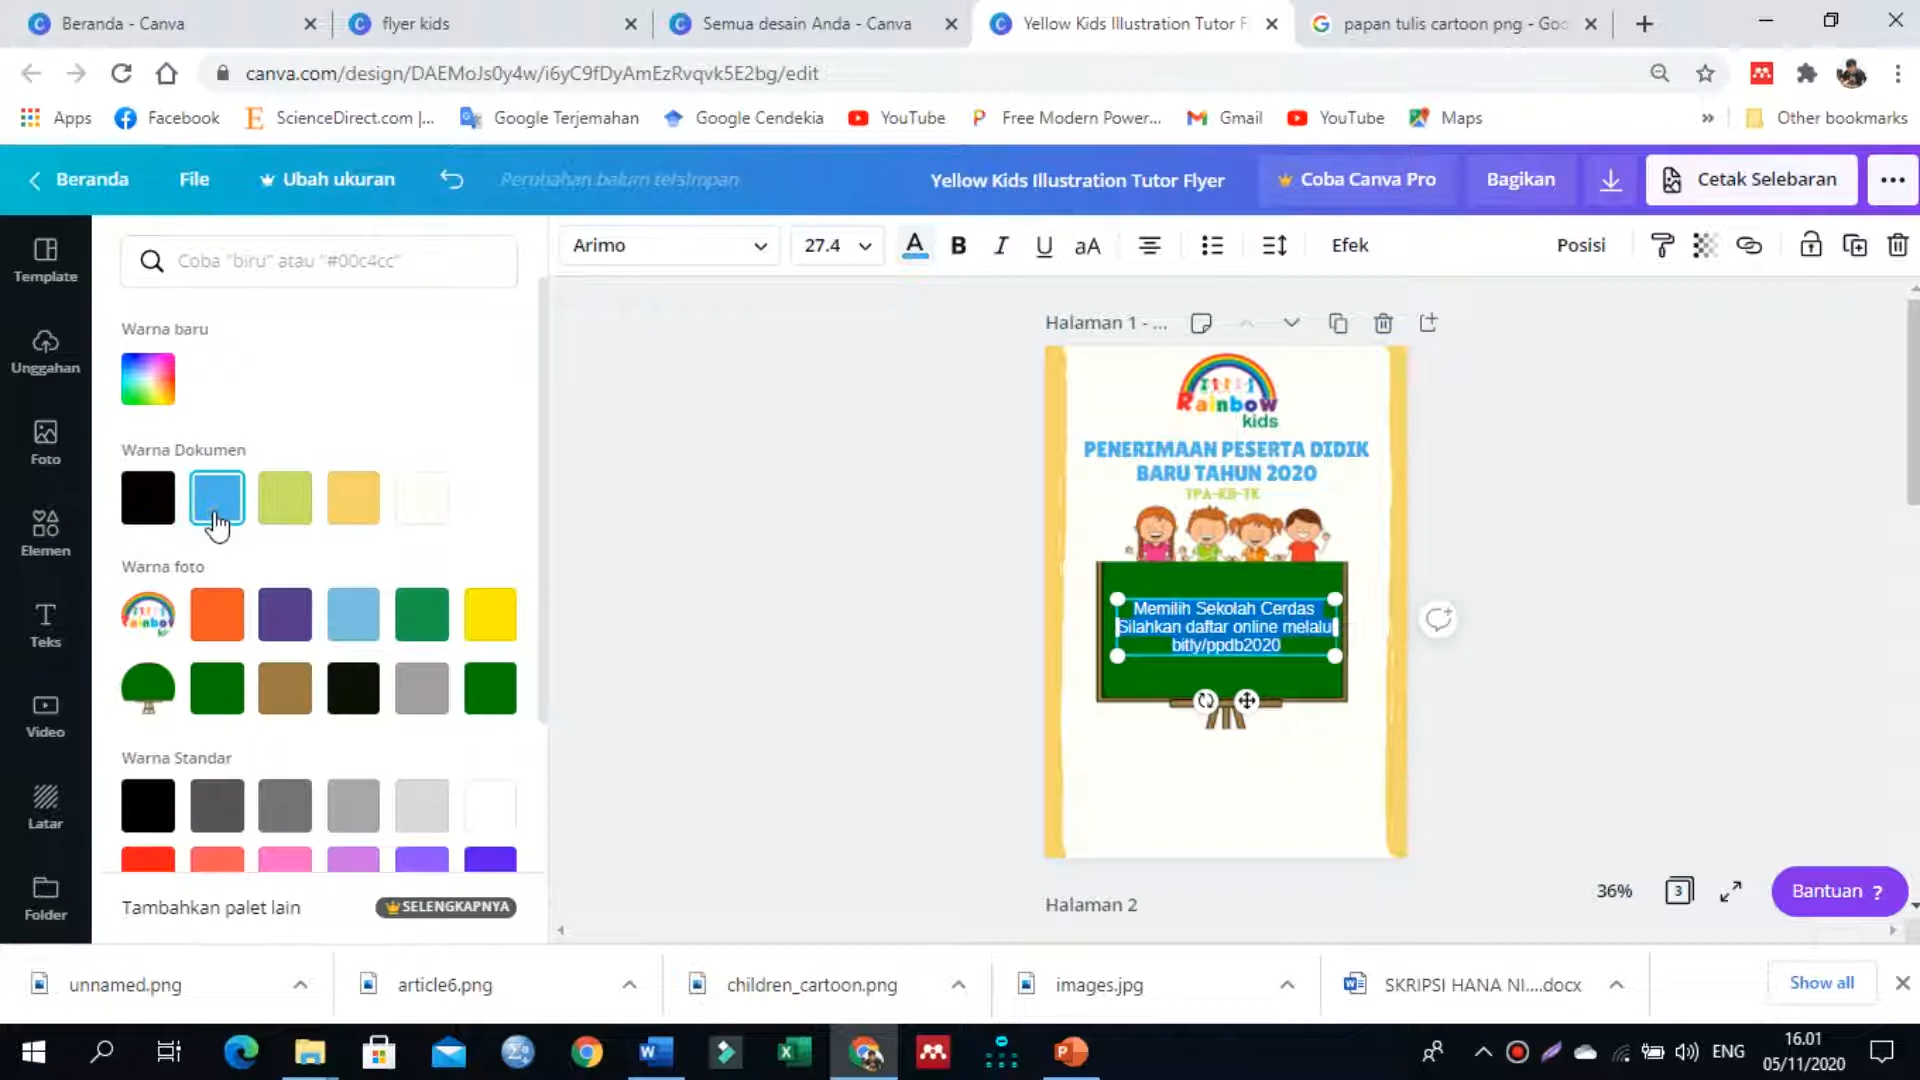 Beranda - Canva
flyer kids
Semua desain Anda - Canva
Yellow Kids Illustration Tutor F
papan tulis cartoon png - Goo
canva.com/design/DAEMoJs0y4w/i6yC9fDyAmEzRvqvk5E2bg/edit
Apps
Facebook
ScienceDirect.com |...
Google Terjemahan
Google Cendekia
YouTube
Free Modern Power...
Gmail
YouTube
Maps
Other bookmarks
Beranda
File
Ubah ukuran
Perubahan belum tersimpan
Yellow Kids Illustration Tutor Flyer
Coba Canva Pro
Bagikan
Cetak Selebaran
Template
Unggahan
Foto
Elemen
Teks
Video
Latar
Folder
Coba "biru" atau "#00c4cc"
Warna baru
Warna Dokumen
Warna foto
Warna Standar
Tambahkan palet lain
SELENGKAPNYA
Arimo
27.4
A
B
I
U
aA
Efek
Posisi
Halaman 1 - ...
Rainbow
kids
PENERIMAAN PESERTA DIDIK
BARU TAHUN 2020
TPA-KB-TK
Memilih Sekolah Cerdas
Silahkan daftar online melalui
bitly/ppdb2020
Halaman 2
36%
3
Bantuan ?
unnamed.png
article6.png
children_cartoon.png
images.jpg
SKRIPSI HANA NI....docx
Show all
ENG
16.01
05/11/2020